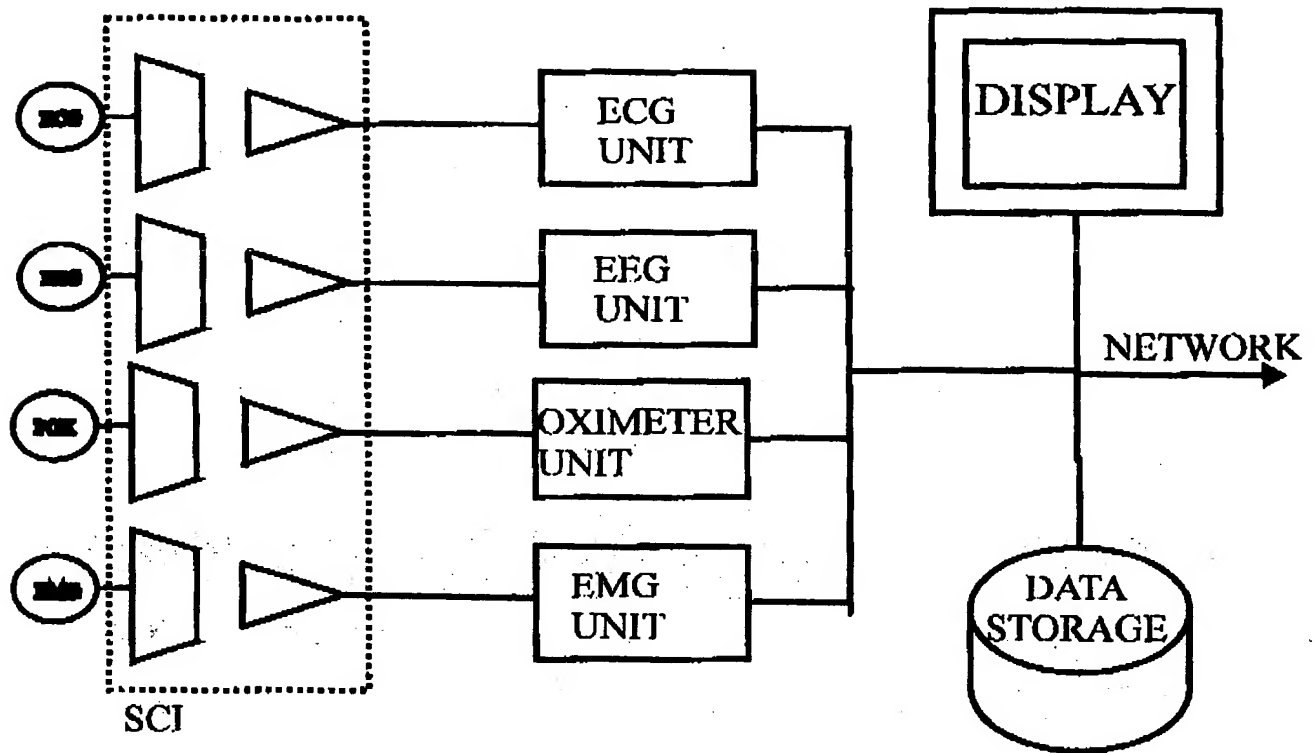 ECG
UNIT
DISPLAY
EEG
UNIT
NETWORK
OXIMETER
UNIT
EMG
UNIT
DATA
STORAGE
SCI